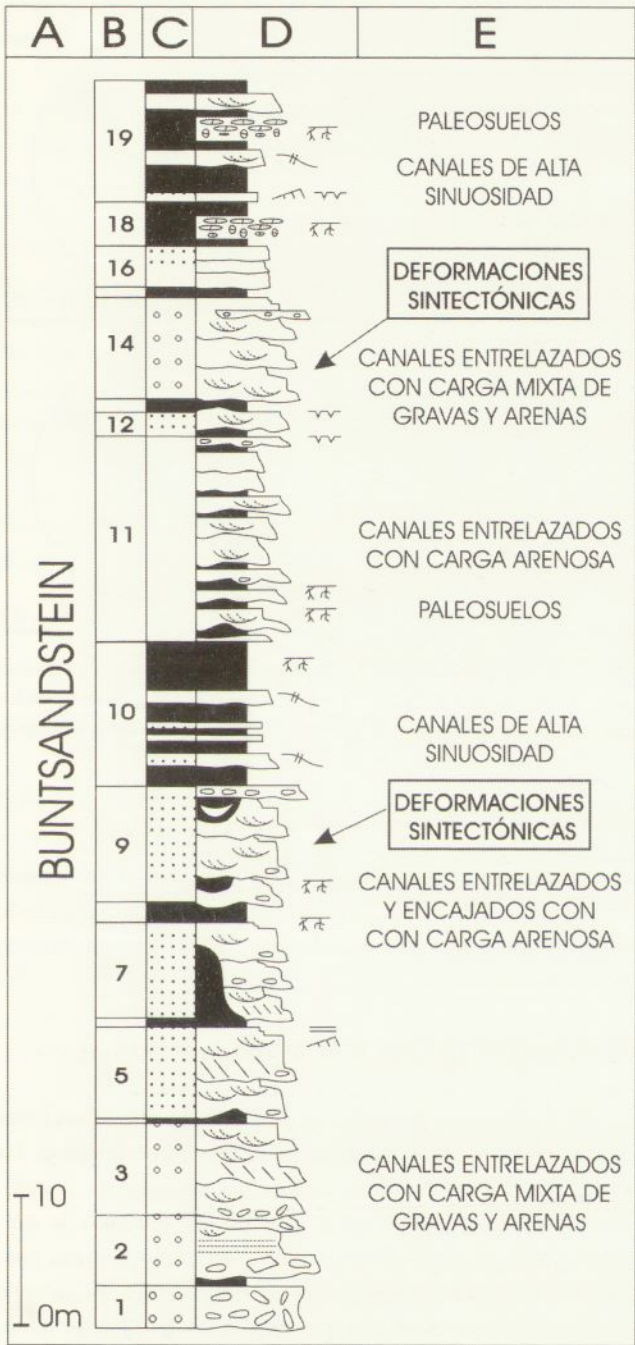 A B C D E
19
PALEOSUELOS
CANALES DE ALTA
SINUOSIDAD
18
16
DEFORMACIONES
SINTECTÓNICAS
14
CANALES ENTRELAZADOS
CON CARGA MIXTA DE
GRAVAS Y ARENAS
12
11
CANALES ENTRELAZADOS
CON CARGA ARENOSA
PALEOSUELOS
BUNTSANDSTEIN
10
CANALES DE ALTA
SINUOSIDAD
DEFORMACIONES
SINTECTÓNICAS
9
CANALES ENTRELAZADOS
Y ENCAJADOS CON
CON CARGA ARENOSA
7
5
3
CANALES ENTRELAZADOS
CON CARGA MIXTA DE
GRAVAS Y ARENAS
10
2
1
0m